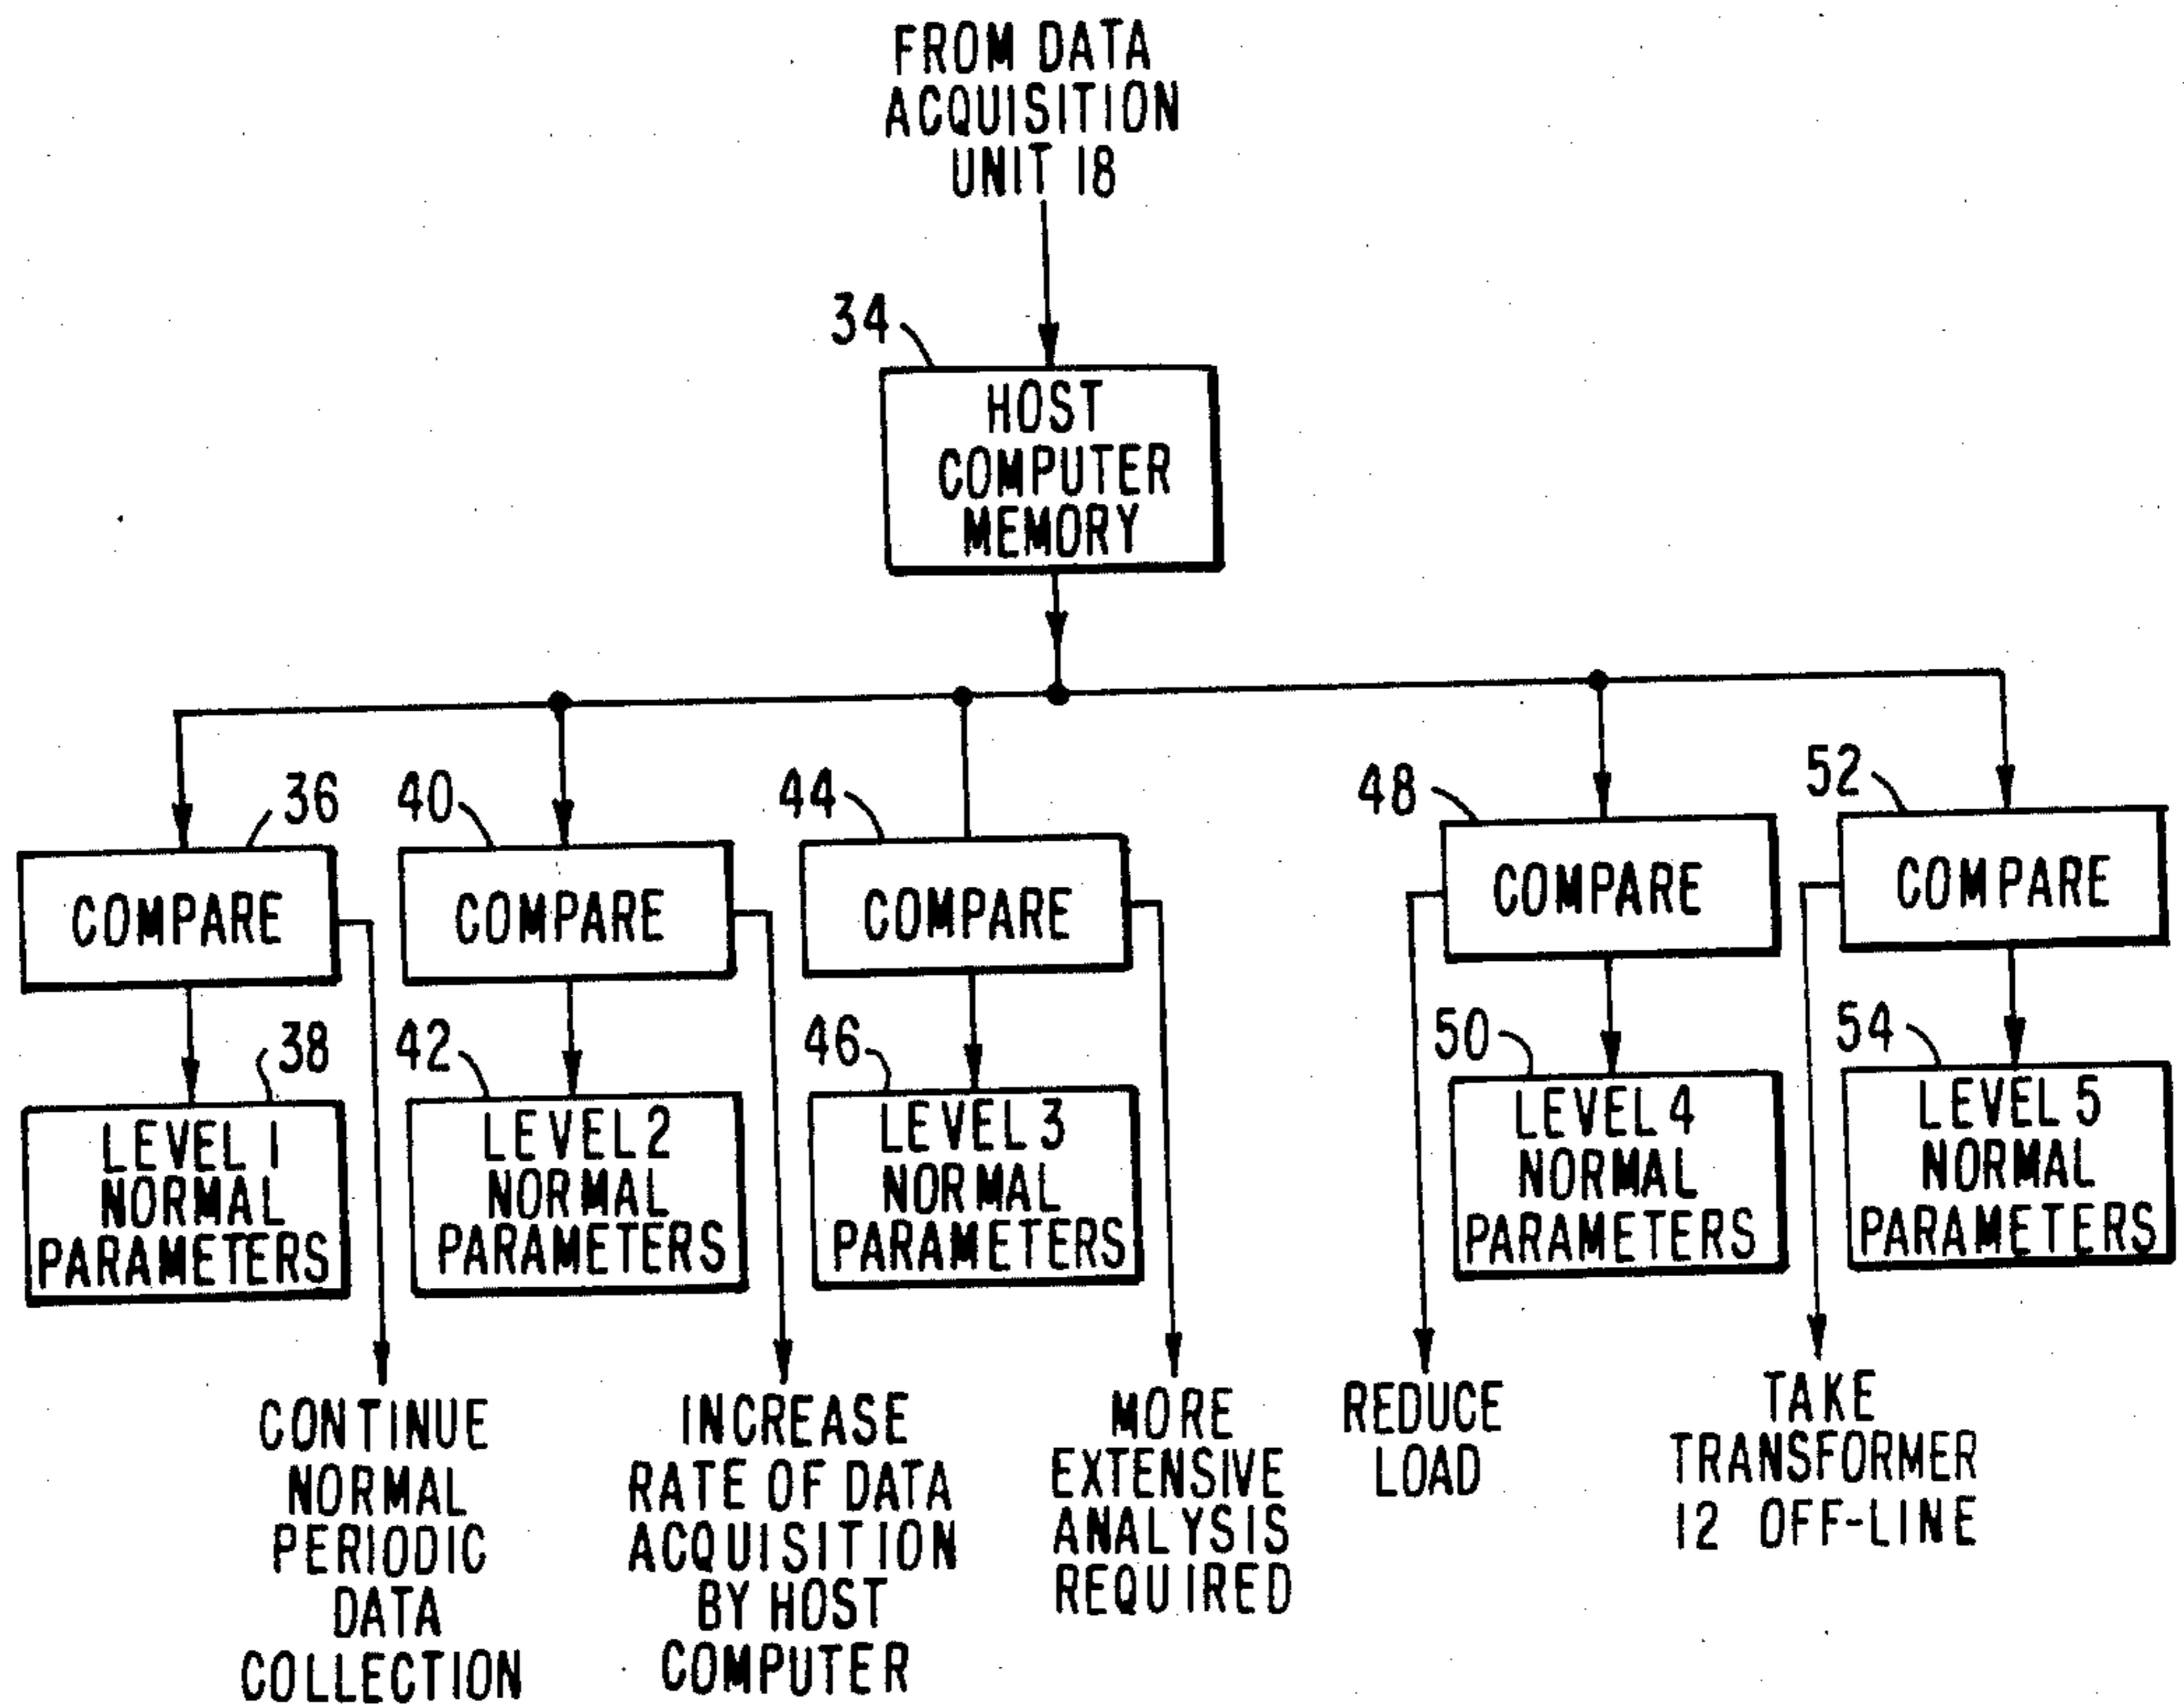 FROM DATA
ACQUISITION
UNIT 18
34
HOST
COMPUTER
MEMORY
36
40
44
48
52
COMPARE
COMPARE
COMPARE
COMPARE
COMPARE
38
42
46
50
54
LEVEL 1
NORMAL
PARAMETERS
LEVEL 2
NORMAL
PARAMETERS
LEVEL 3
NORMAL
PARAMETERS
LEVEL 4
NORMAL
PARAMETERS
LEVEL 5
NORMAL
PARAMETERS
CONTINUE
NORMAL
PERIODIC
DATA
COLLECTION
INCREASE
RATE OF DATA
ACQUISITION
BY HOST
COMPUTER
MORE
EXTENSIVE
ANALYSIS
REQUIRED
REDUCE
LOAD
TAKE
TRANSFORMER
12 OFF-LINE